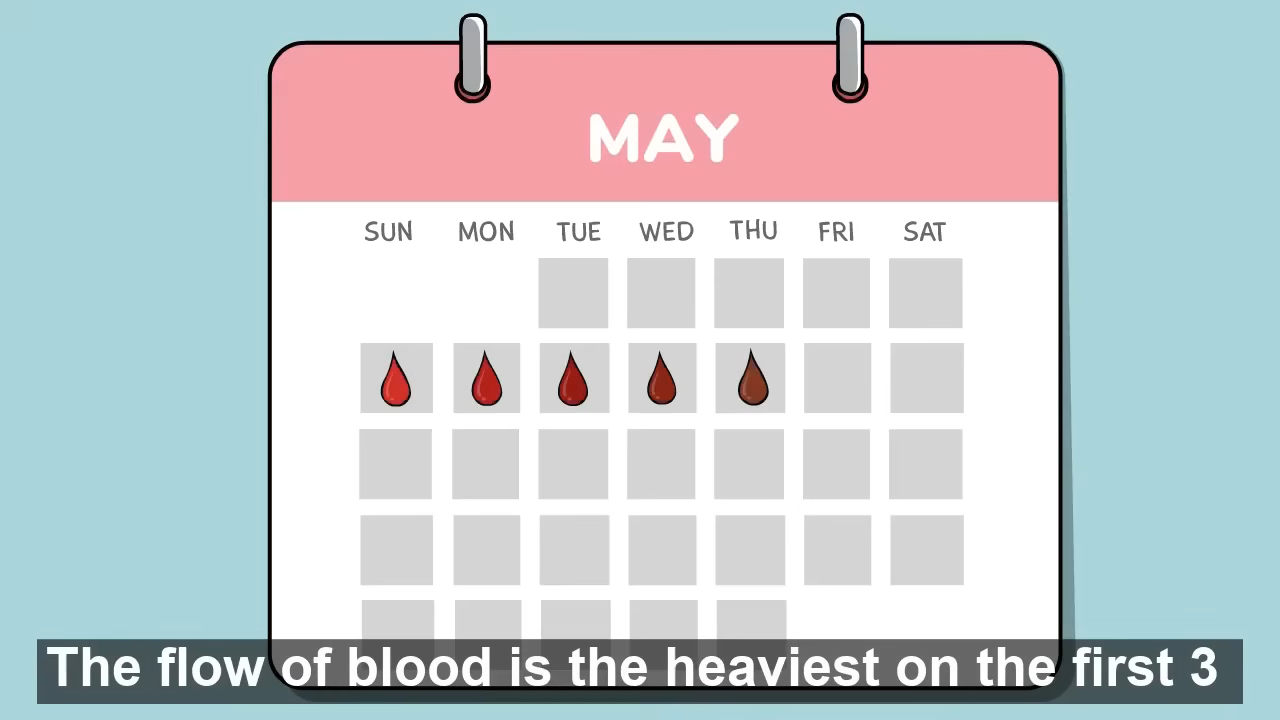 MAY
SUN MON TUE WED THU FRI SAT
The flow of blood is the heaviest on the first 3